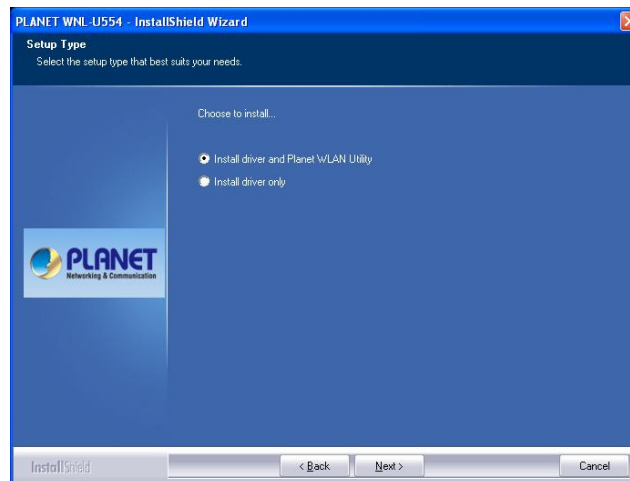 PLANET WNL-U554 - InstallShield Wizard
Setup Type
Select the setup type that best suits your needs.
Choose to install...
Install driver and Planet WLAN Utility
Install driver only
PLANET
Networking & Communication
InstallShield
< Back
Next >
Cancel